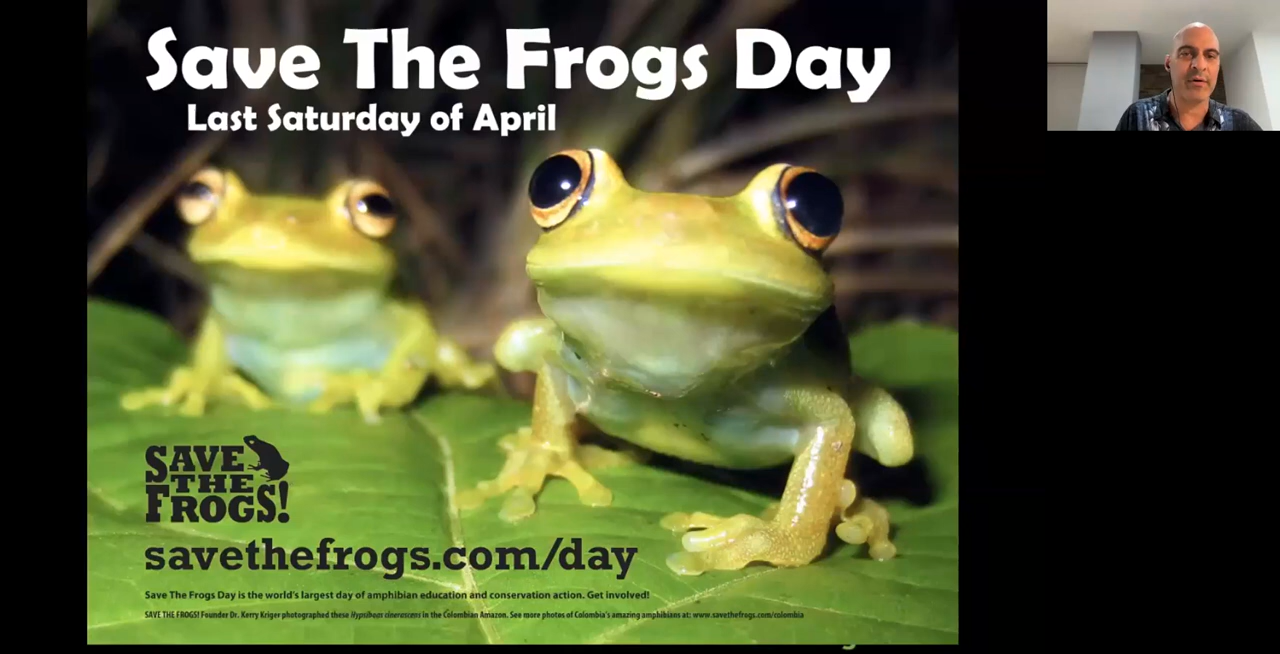 Save The Frogs Day
Last Saturday of April
SAVE
THE
FROGS!
savethefrogs.com/day
Save The Frogs Day is the world's largest day of amphibian education and conservation action. Get involved!
SAVE THE FROGS! Founder Dr. Kerry Kriger photographed these Hypsiboas cinerascens in the Colombian Amazon. See more photos of Colombia's amazing amphibians at: www.savethefrogs.com/colombia